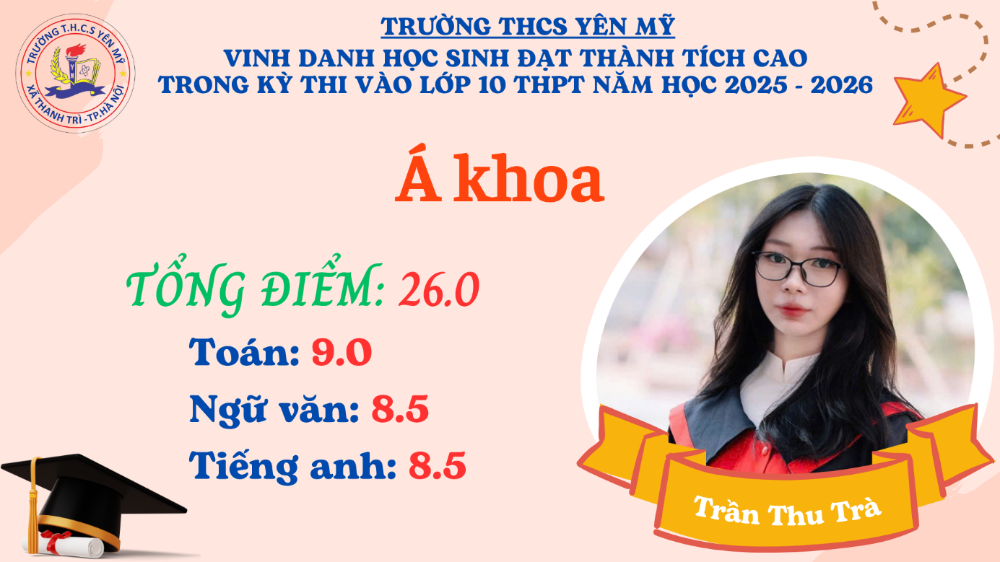 TRƯỜNG T.H.C.S YÊN MỸ
XÃ THANH TRÌ -TP.HÀ NỘI
TRƯỜNG THCS YÊN MỸ
VINH DANH HỌC SINH ĐẠT THÀNH TÍCH CAO
TRONG KỲ THI VÀO LỚP 10 THPT NĂM HỌC 2025 - 2026
Á khoa
TỔNG ĐIỂM: 26.0
Toán: 9.0
Ngữ văn: 8.5
Tiếng anh: 8.5
Trần Thu Trà